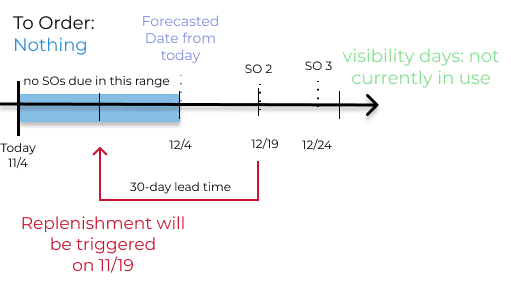 To Order:
Nothing
Forecasted
Date from
today
visibility days: not
currently in use
SO 2
SO 3
no SOs due in this range
Today
11/4
12/4
12/19
12/24
30-day lead time
Replenishment will
be triggered
on 11/19